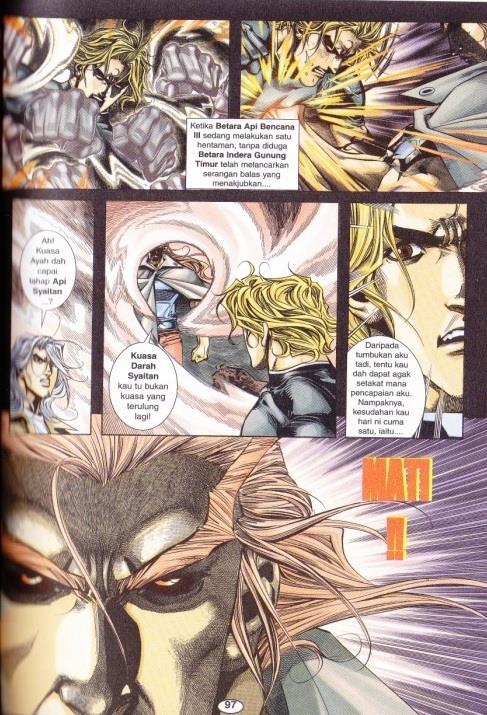 Ketika Betara Api Bencana
III sedang melakukan satu
hentaman, tanpa diduga
Betara Indera Gunung
Timur telah melancarkan
serangan balas yang
menakjubkan....
Ah!
Kuasa
Ayah dah
capai
tahap Api
Syaitan
...?
Kuasa
Darah
Syaitan
kau tu bukan
kuasa yang
terulung
lagi!
Daripada
tumbukan aku
tadi, tentu kau
dah dapat agak
setakat mana
pencapaian aku.
Nampaknya,
kesudahan kau
hari ni cuma
satu, iaitu....
MATI
!!
97